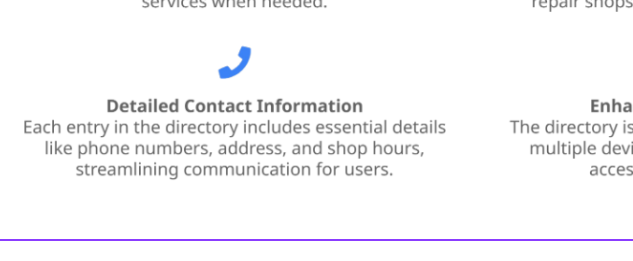 services when needed.
repair shops
Detailed Contact Information
Each entry in the directory includes essential details
like phone numbers, address, and shop hours,
streamlining communication for users.
Enha
The directory is
multiple devi
acces